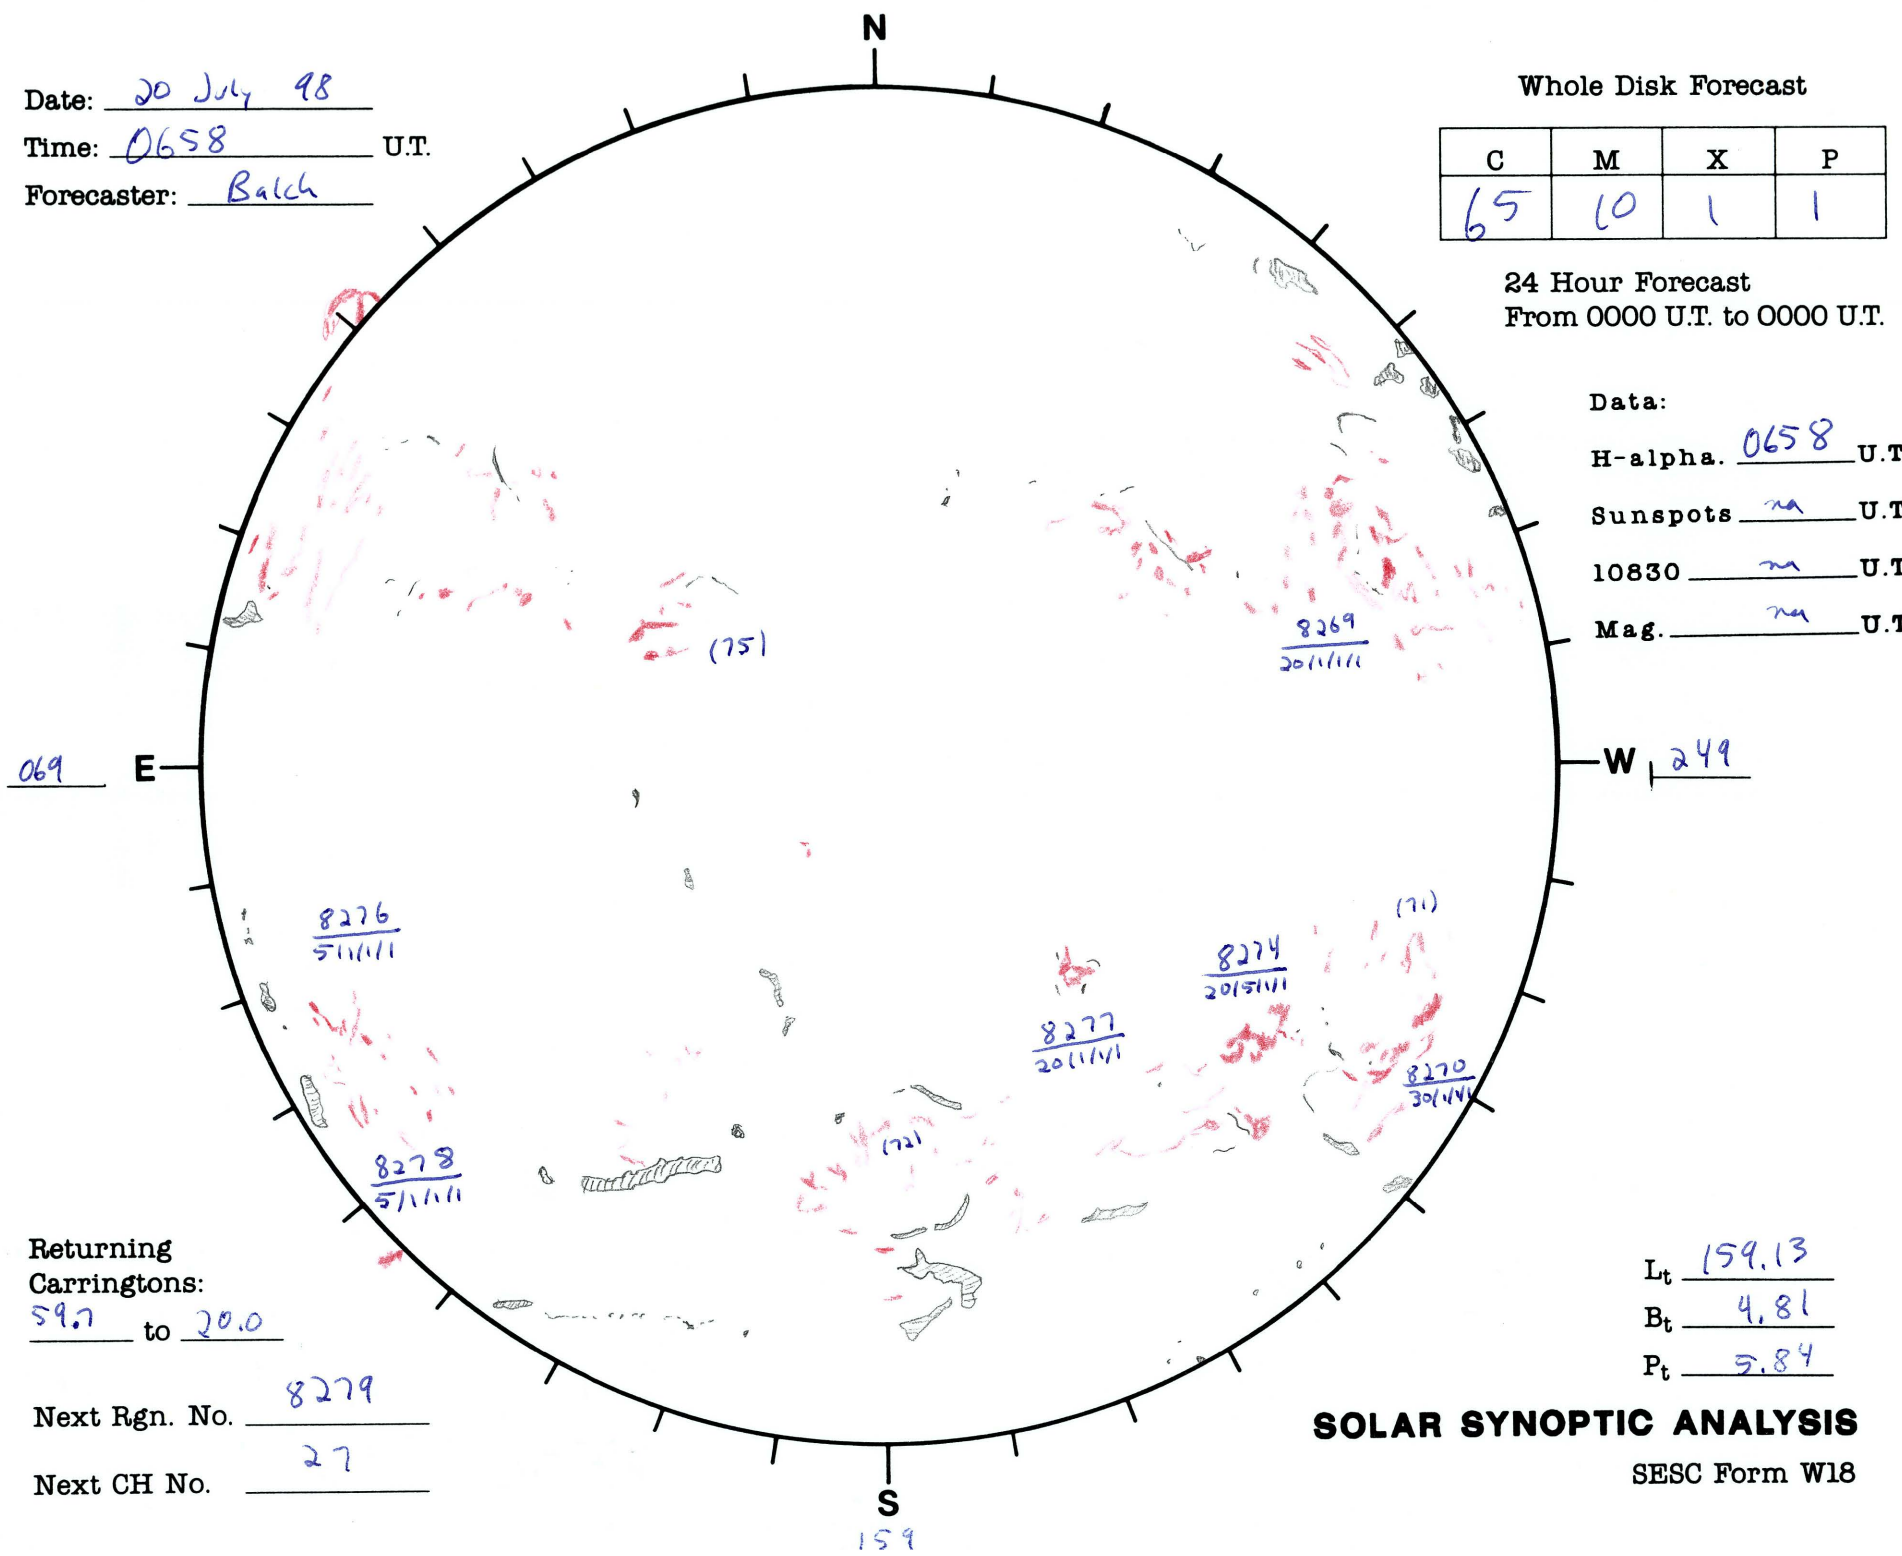 N
Date: 20 July 98
Time: 0658 U.T.
Forecaster: Balch
Whole Disk Forecast
C M X P
65 10 1 1
24 Hour Forecast
From 0000 U.T. to 0000 U.T.
Data:
H-alpha. 0658 U.T
Sunspots na U.T
10830 na U.T
Mag. na U.T
(75)
8269
20/1/1/1
069 E
W 249
8276
5/1/1/1
(71)
8274
20/5/1/1
8277
20/1/1/1
8270
30/1/1/1
(72)
8278
5/1/1/1
Returning
Carringtons:
59.7 to 20.0
Next Rgn. No. 8279
Next CH No. 27
Lt 159.13
Bt 4.81
Pt 5.84
SOLAR SYNOPTIC ANALYSIS
SESC Form W18
S
159